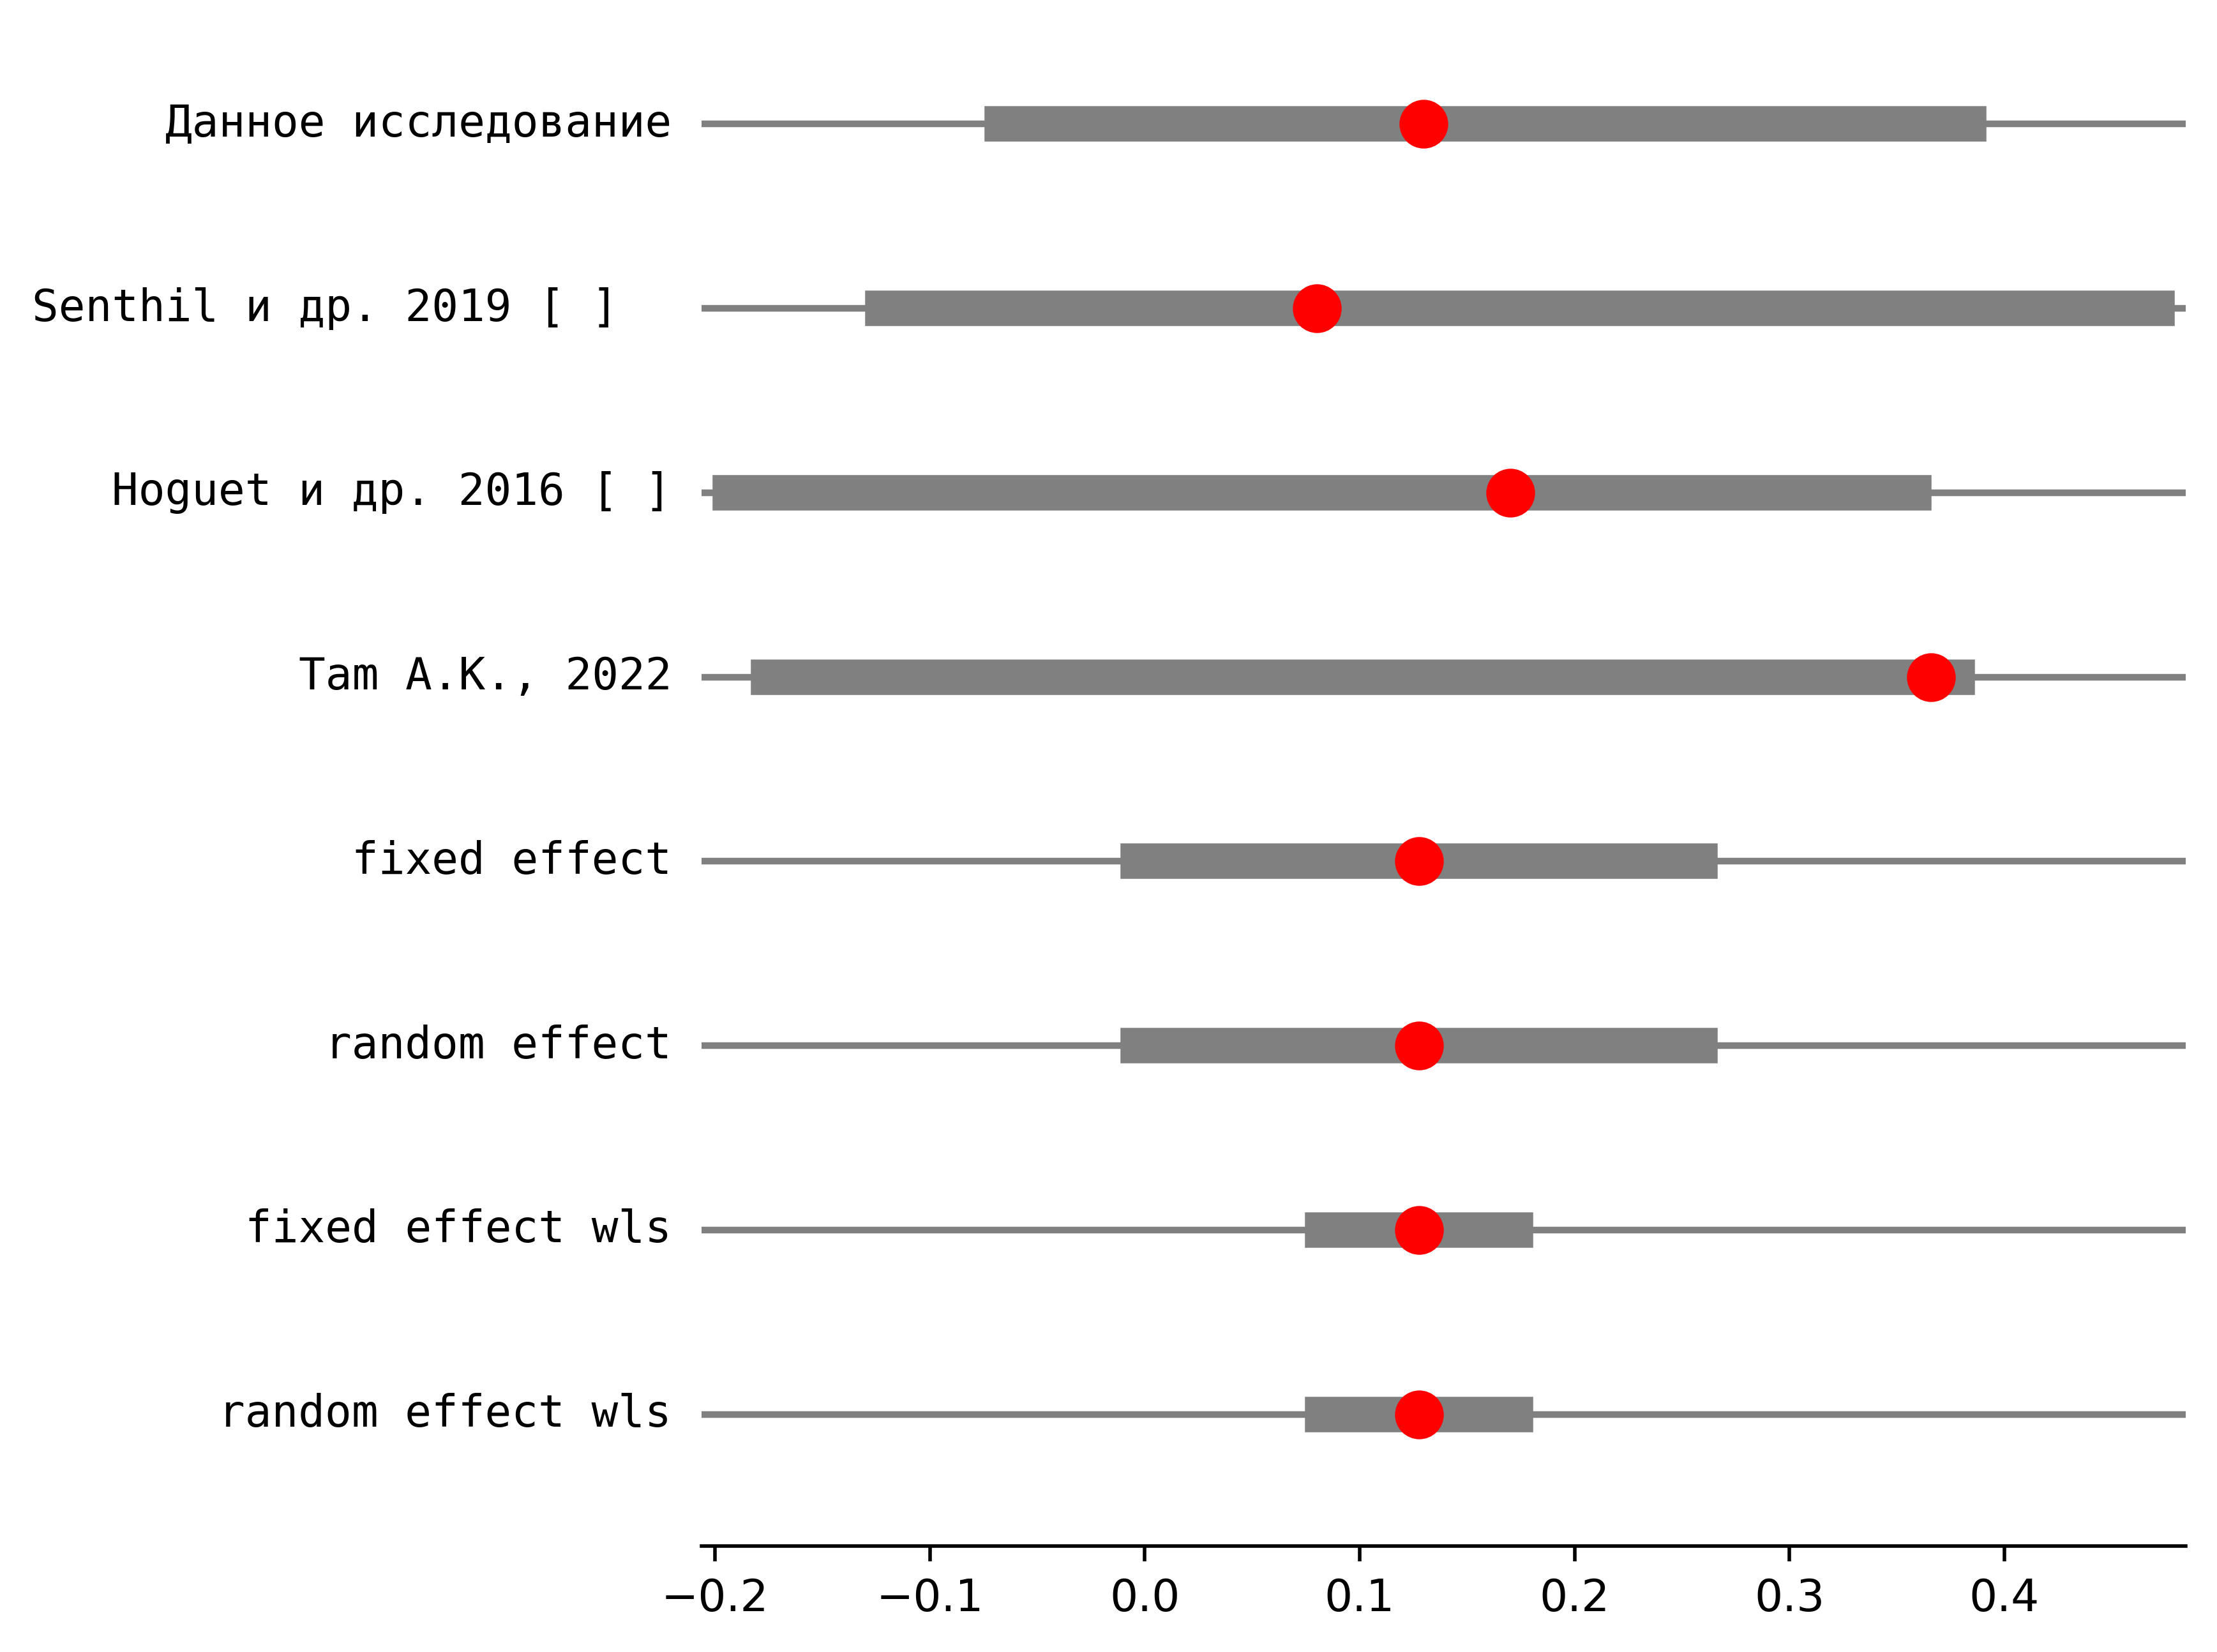 Данное исследование
Senthil и др. 2019 [ ]
Hoguet и др. 2016 [ ]
Tam A.K., 2022
fixed effect
random effect
fixed effect wls
random effect wls
−0.2 −0.1 0.0 0.1 0.2 0.3 0.4